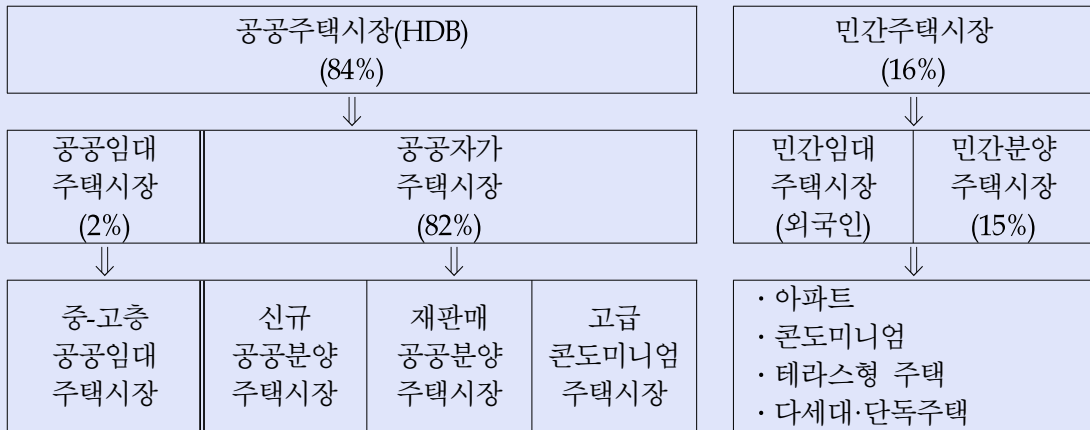 공공주택시장(HDB)
(84%)
민간주택시장
(16%)
⇓
⇓
공공임대
주택시장
(2%)
공공자가
주택시장
(82%)
민간임대
주택시장
(외국인)
민간분양
주택시장
(15%)
⇓
⇓
⇓
중-고층
공공임대
주택시장
신규
공공분양
주택시장
재판매
공공분양
주택시장
고급
콘도미니엄
주택시장
· 아파트
· 콘도미니엄
· 테라스형 주택
· 다세대·단독주택